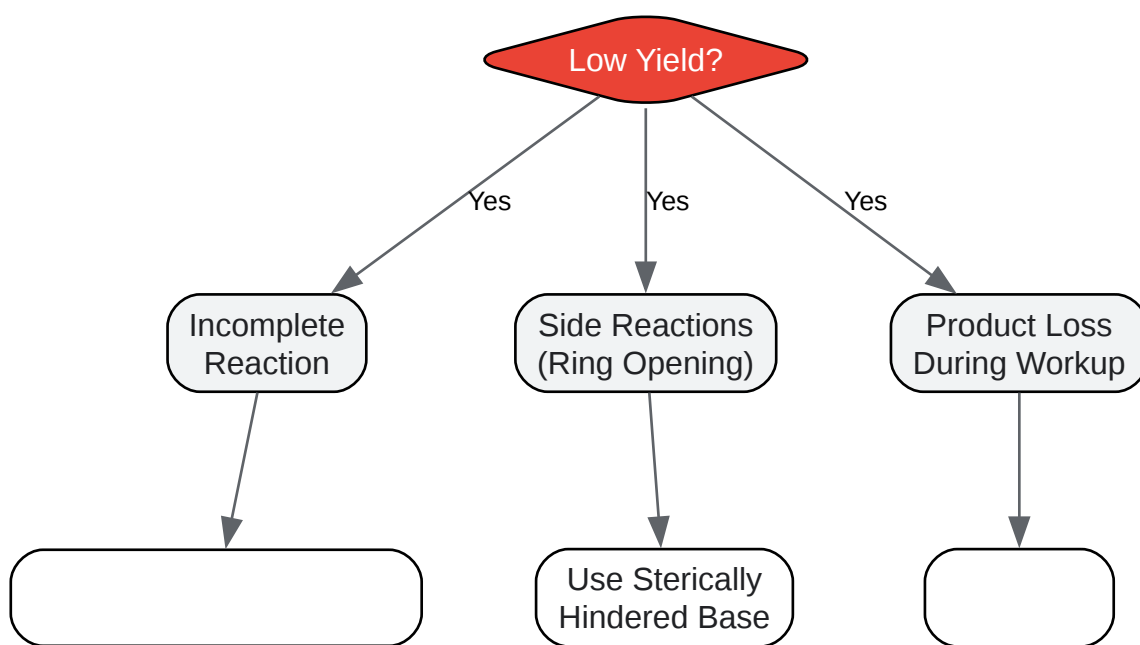 Low Yield?
Yes
Yes
Yes
Incomplete
Reaction
Side Reactions
(Ring Opening)
Product Loss
During Workup
Use Sterically
Hindered Base